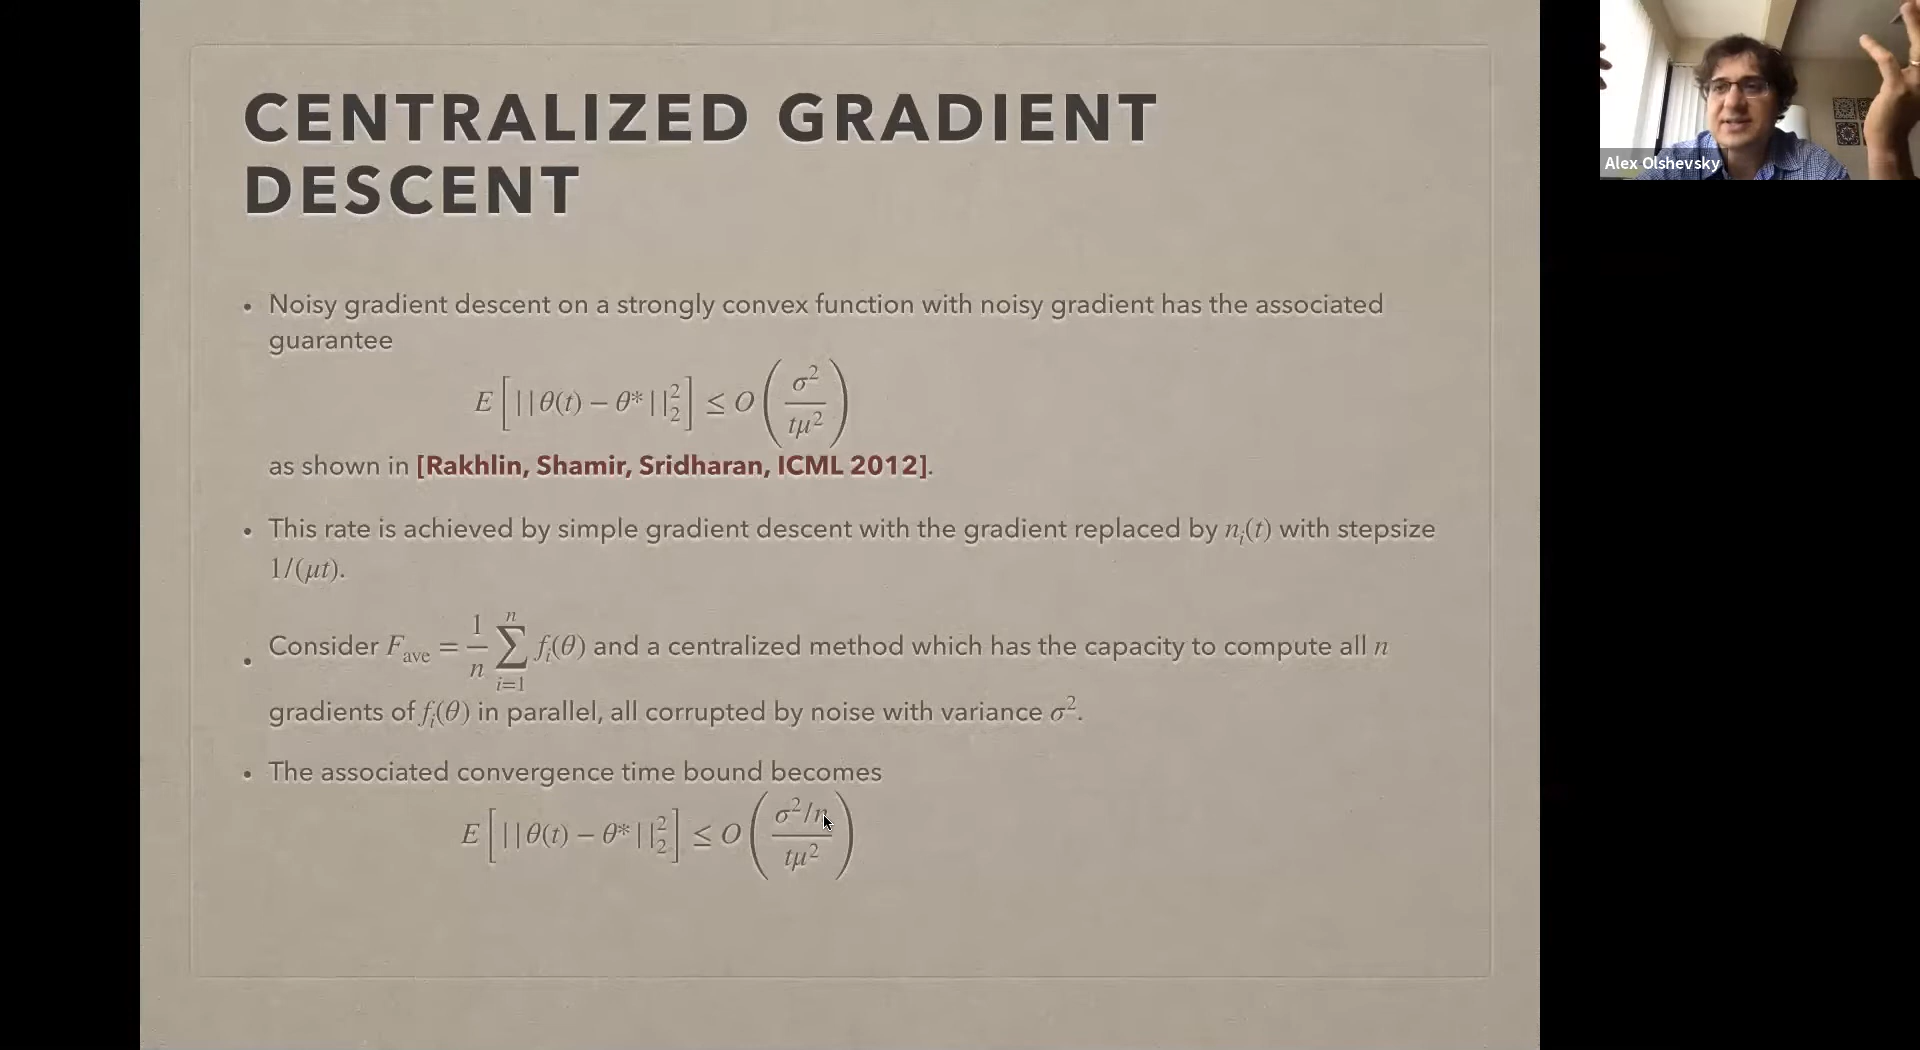 CENTRALIZED GRADIENT
DESCENT
Alex Olshevsky
• Noisy gradient descent on a strongly convex function with noisy gradient has the associated
guarantee
E[||θ(t) − θ*||₂²] ≤ O(σ²/(tμ²))
as shown in [Rakhlin, Shamir, Sridharan, ICML 2012].
• This rate is achieved by simple gradient descent with the gradient replaced by nᵢ(t) with stepsize
1/(μt).
• Consider F_ave = (1/n) ∑_{i=1}^{n} fᵢ(θ) and a centralized method which has the capacity to compute all n
gradients of fᵢ(θ) in parallel, all corrupted by noise with variance σ².
• The associated convergence time bound becomes
E[||θ(t) − θ*||₂²] ≤ O((σ²/n)/(tμ²))